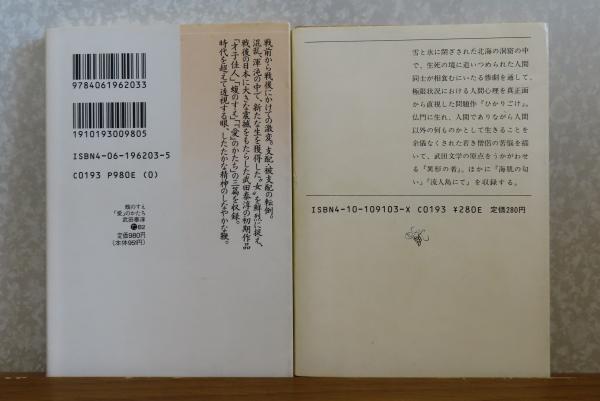 9784061962033
1910193009805
ISBN4-06-196203-5
C0193 P980E (0)
蝮のすえ
「愛」のかたち
武田泰淳
定価980円
(本体951円)
戦前から戦後にかけての激変。支配・被支配の転倒。
混乱、渾沌の中で、新たな生を獲得した〝女〟を鮮烈に捉え、
戦後の日本に大きな震撼をもたらした武田泰淳の初期作品
「才子佳人」「蝮のすえ」「「愛」のかたち」の三篇を収録。
時代を超えて透視する眼、したたかな精神のしなやかな鞭。
雪と氷に閉ざされた北海の洞窟の中
で、生死の境に追いつめられた人間
同士が相食むにいたる惨劇を通して、
極限状況における人間心理を真正面
から直視した問題作『ひかりごけ』。
仏門に生れ、人間でありながら人間
以外の何ものかとして生きることを
余儀なくされた若き僧侶の苦悩を描
いて、武田文学の原点をうかがわせ
る『異形の者』。ほかに『海肌の匂
い』『流人島にて』を収録する。
ISBN4-10-109103-X C0193 ¥280E 定価280円